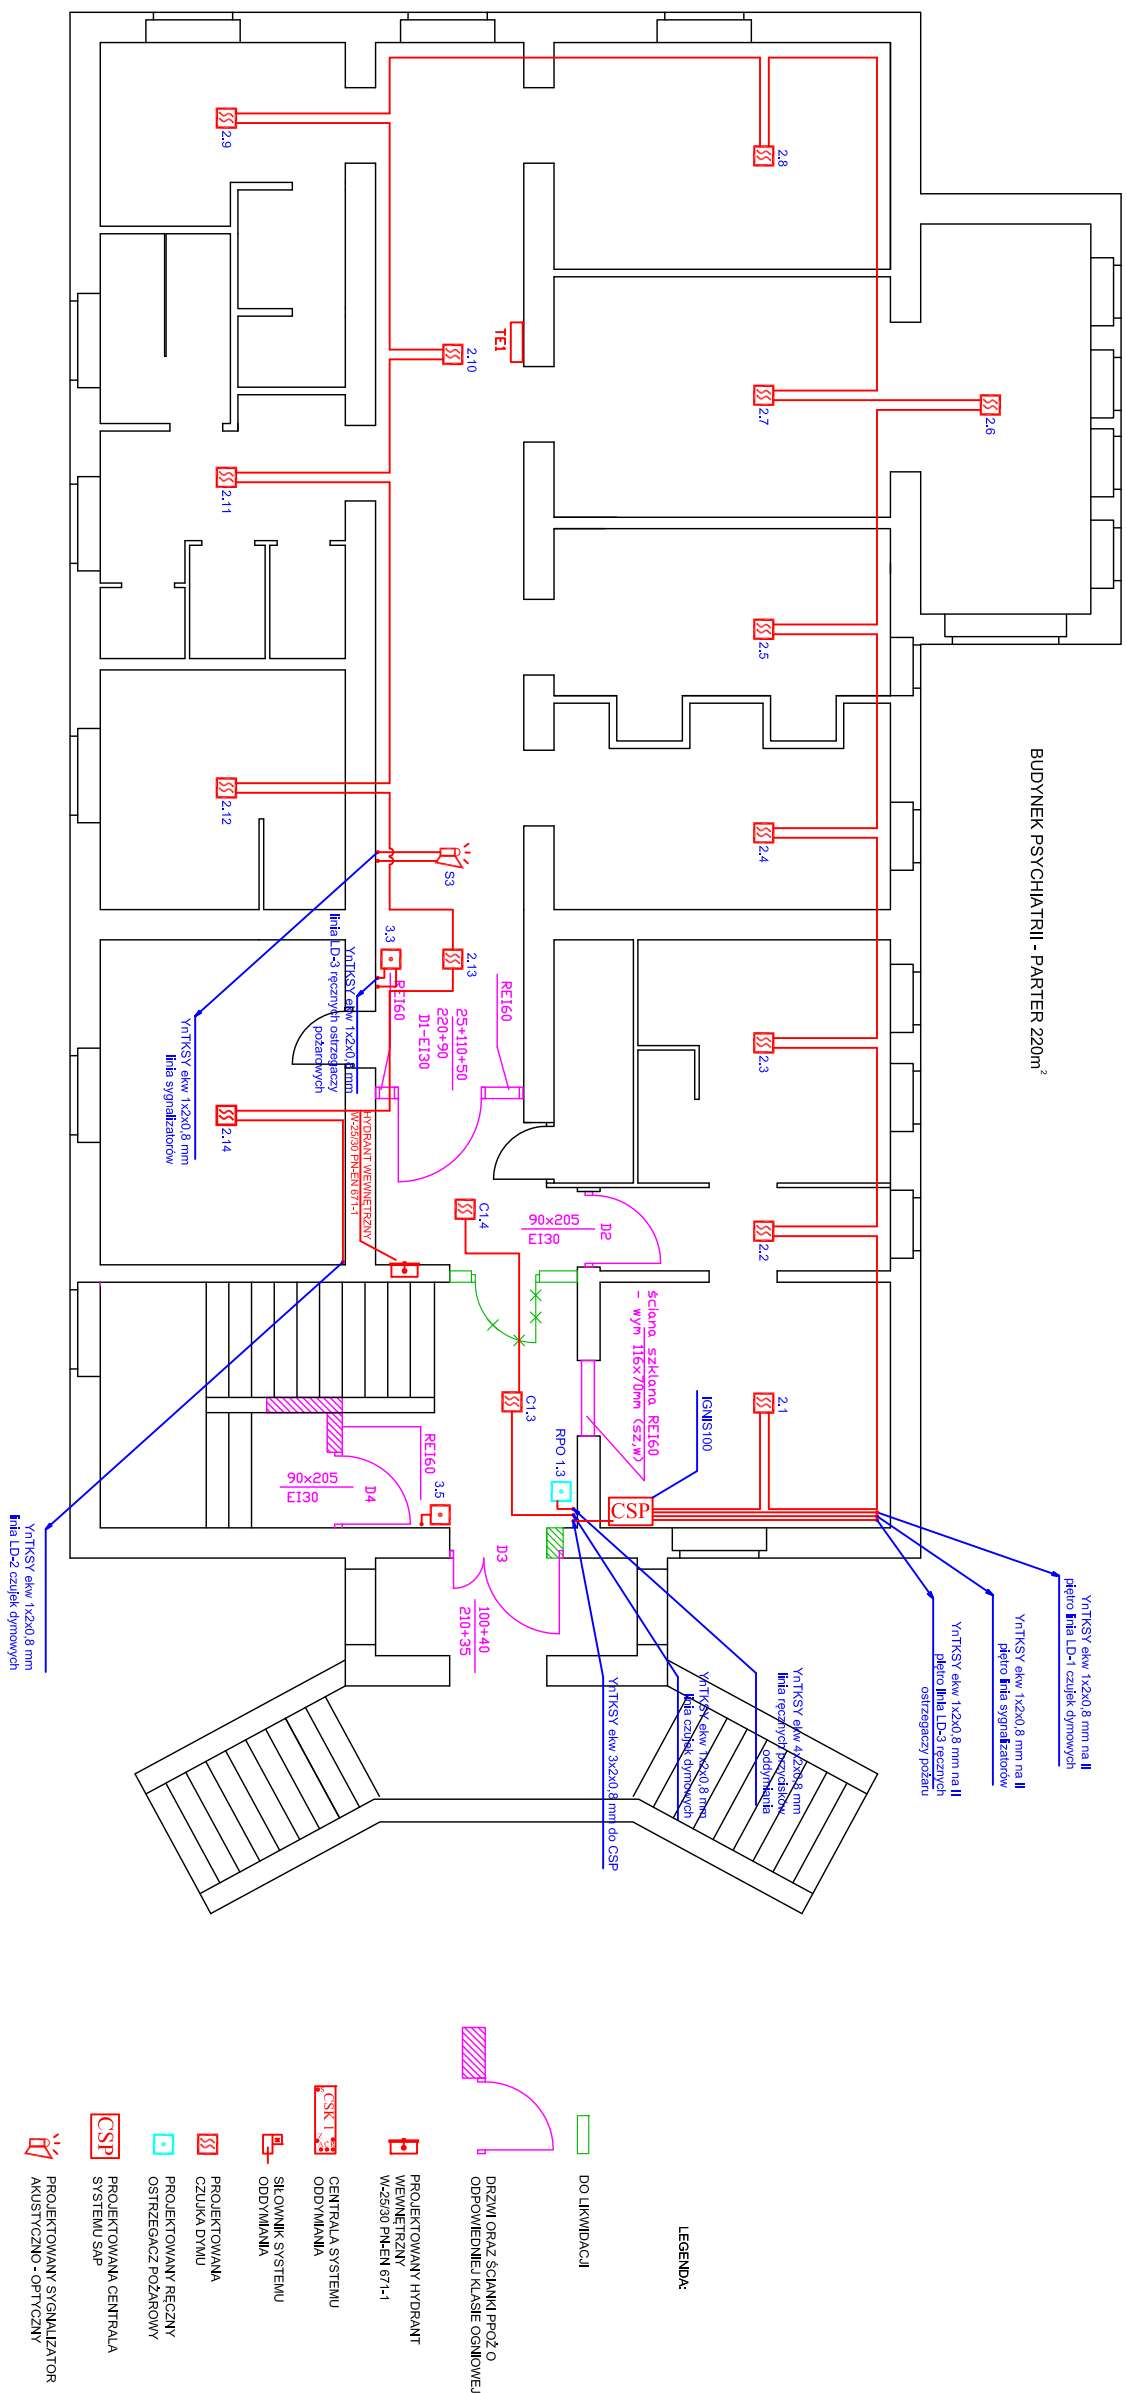 BUDYNEK PSYCHIATRII - PARTER 220m²
2.8
2.9
2.10
TE1
2.7
2.6
2.11
2.5
2.12
2.4
S3
3.3
2.13
2.3
2.14
2.2
2.1
C1.4
C1.3
RPO 1.3
3.5
CSP
IGNIS100
REI60
REI60
25+110+50
220+90
D1-EI30
YnTKSY ekw 1x2x0,8 mm
linia LD-3 ręcznych ostrzegaczy
pożarowych
YnTKSY ekw 1x2x0,8 mm
linia sygnalizatorów
HYDRANT WEWNĘTRZNY
W-25/30 PN-EN 671-1
D2
90x205
EI30
ściana szklana REI60
- wym 116x70mm (sz,w)
REI60
D4
90x205
EI30
D3
100+40
210+35
YnTKSY ekw 1x2x0,8 mm
linia LD-2 czujek dymowych
YnTKSY ekw 1x2x0,8 mm na II
piętro linia LD-1 czujek dymowych
YnTKSY ekw 1x2x0,8 mm na II
piętro linia sygnalizatorów
YnTKSY ekw 1x2x0,8 mm na II
piętro linia LD-3 ręcznych
ostrzegaczy pożaru
YnTKSY ekw 4x2x0,8 mm
linia ręcznych przycisków
oddymiania
YnTKSY ekw 1x2x0,8 mm
linia czujek dymowych
YnTKSY ekw 3x2x0,8 mm do CSP
LEGENDA:
DO LIKWIDACJI
DRZWI ORAZ ŚCIANKI PPOŻ O
ODPOWIEDNIEJ KLASIE OGNIOWEJ
PROJEKTOWANY HYDRANT
WEWNĘTRZNY
W-25/30 PN-EN 671-1
CSK 1
CENTRALA SYSTEMU
ODDYMIANIA
SIŁOWNIK SYSTEMU
ODDYMIANIA
PROJEKTOWANA
CZUJKA DYMU
PROJEKTOWANY RĘCZNY
OSTRZEGACZ POŻAROWY
CSP
PROJEKTOWANA CENTRALA
SYSTEMU SAP
PROJEKTOWANY SYGNALIZATOR
AKUSTYCZNO - OPTYCZNY